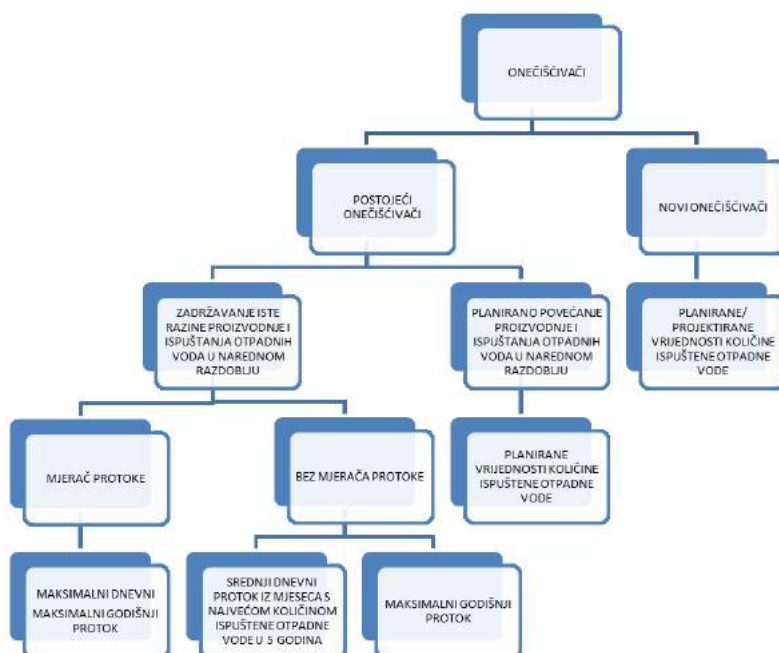 ONEČIŠĆIVAČI
POSTOJEĆI
ONEČIŠĆIVAČI
NOVI ONEČIŠĆIVAČI
ZADRŽAVANJE ISTE
RAZINE PROIZVODNJE I
ISPUŠTANJA OTPADNIH
VODA U NAREDNOM
RAZDOBLJU
PLANIRANO POVEĆANJE
PROIZVODNJE I
ISPUŠTANJA OTPADNIH
VODA U NAREDNOM
RAZDOBLJU
PLANIRANE/
PROJEKTIRANE
VRIJEDNOSTI KOLIČINE
ISPUŠTENE OTPADNE
VODE
MJERAČ PROTOKE
BEZ MJERAČA PROTOKE
PLANIRANE
VRIJEDNOSTI KOLIČINE
ISPUŠTENE OTPADNE
VODE
MAKSIMALNI DNEVNI
MAKSIMALNI GODIŠNJI
PROTOK
SREDNJI DNEVNI
PROTOK IZ MJESECA S
NAJVEĆOM KOLIČINOM
ISPUŠTENE OTPADNE
VODE U 5 GODINA
MAKSIMALNI GODIŠNJI
PROTOK